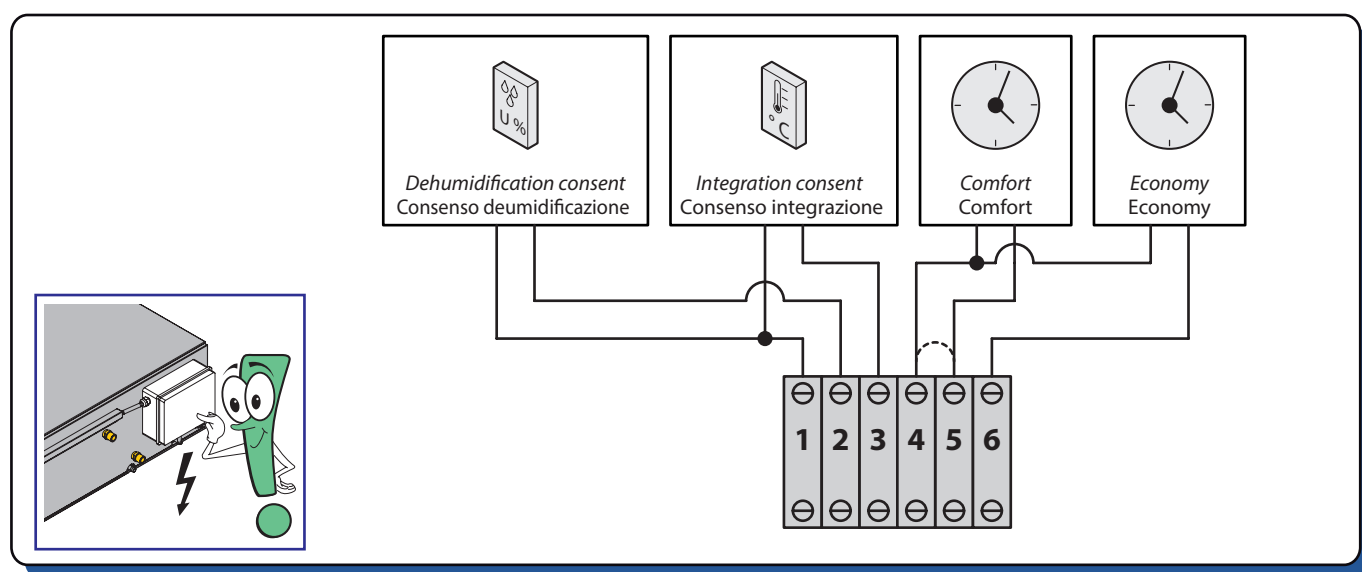 U %
°C
Dehumidification consent
Consenso deumidificazione
Integration consent
Consenso integrazione
Comfort
Comfort
Economy
Economy
1 2 3 4 5 6